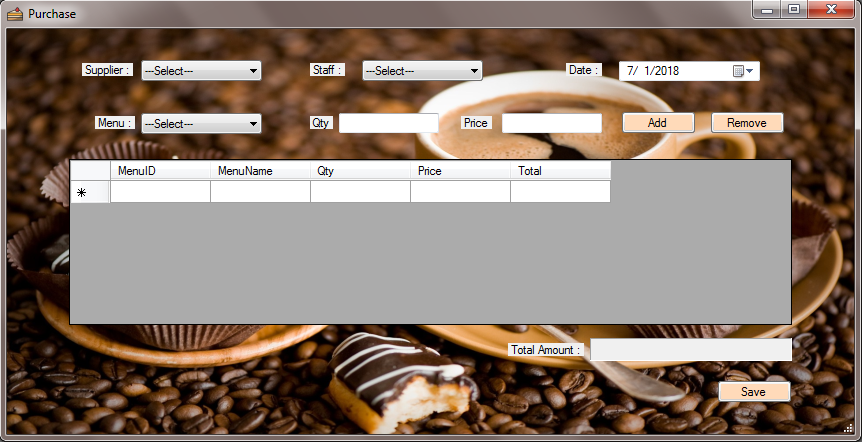 Purchase
Supplier : ---Select--- Staff : ---Select--- Date : 7/ 1/2018
Menu : ---Select--- Qty Price Add Remove
MenuID MenuName Qty Price Total
Total Amount :
Save